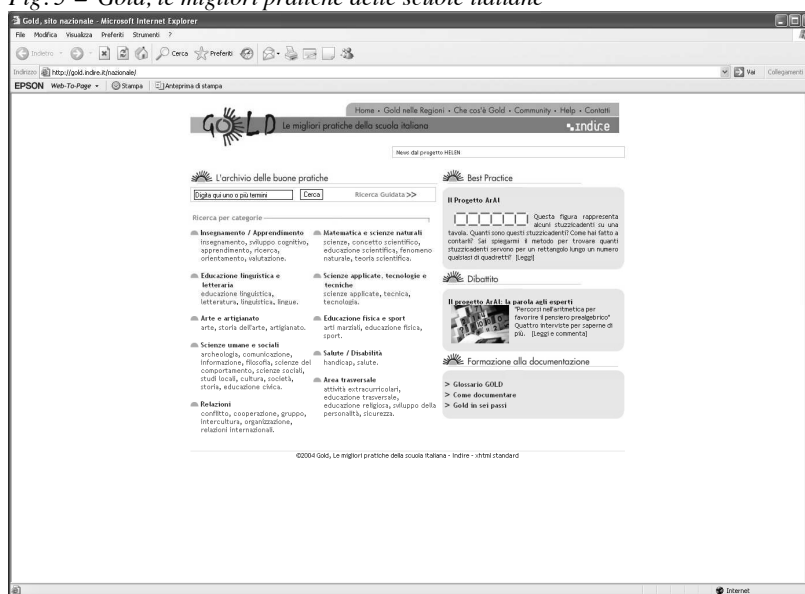 Fig. 3 – Gold, le migliori pratiche delle scuole italiane
Gold, sito nazionale - Microsoft Internet Explorer
File Modifica Visualizza Preferiti Strumenti ?
Indietro Cerca Preferiti
Indirizzo http://gold.indire.it/nazionale/ Vai Collegamenti
EPSON Web-To-Page Stampa Anteprima di stampa
Home • Gold nelle Regioni • Che cos'è Gold • Community • Help • Contatti
GOLD Le migliori pratiche della scuola italiana indire
News dal progetto HELEN
L'archivio delle buone pratiche
Digita qui uno o più termini Cerca Ricerca Guidata >>
Ricerca per categorie
Insegnamento / Apprendimento
insegnamento, sviluppo cognitivo,
apprendimento, ricerca,
orientamento, valutazione.
Educazione linguistica e
letteraria
educazione linguistica,
letteratura, linguistica, lingue.
Arte e artigianato
arte, storia dell'arte, artigianato.
Scienze umane e sociali
archeologia, comunicazione,
informazione, filosofia, scienze del
comportamento, scienze sociali,
studi locali, cultura, società,
storia, educazione civica.
Relazioni
conflitto, cooperazione, gruppo,
intercultura, organizzazione,
relazioni internazionali.
Matematica e scienze naturali
scienze, concetto scientifico,
educazione scientifica, fenomeno
naturale, teoria scientifica.
Scienze applicate, tecnologie e
tecniche
scienze applicate, tecnica,
tecnologia.
Educazione fisica e sport
arti marziali, educazione fisica,
sport.
Salute / Disabilità
handicap, salute.
Area trasversale
attività extracurricolari,
educazione trasversale,
educazione religiosa, sviluppo della
personalità, sicurezza.
Best Practice
Il Progetto ArAl
Questa figura rappresenta
alcuni stuzzicadenti su una
tavola. Quanti sono questi stuzzicadenti? Come hai fatto a
contarli? Sai spiegarmi il metodo per trovare quanti
stuzzicadenti servono per un rettangolo lungo un numero
qualsiasi di quadretti? [Leggi]
Dibattito
Il progetto ArAl: la parola agli esperti
"Percorsi nell'aritmetica per
favorire il pensiero prealgebrico"
Quattro interviste per saperne di
più. [Leggi e commenta]
Formazione alla documentazione
> Glossario GOLD
> Come documentare
> Gold in sei passi
©2004 Gold, Le migliori pratiche della scuola italiana - Indire - xhtml standard
Internet